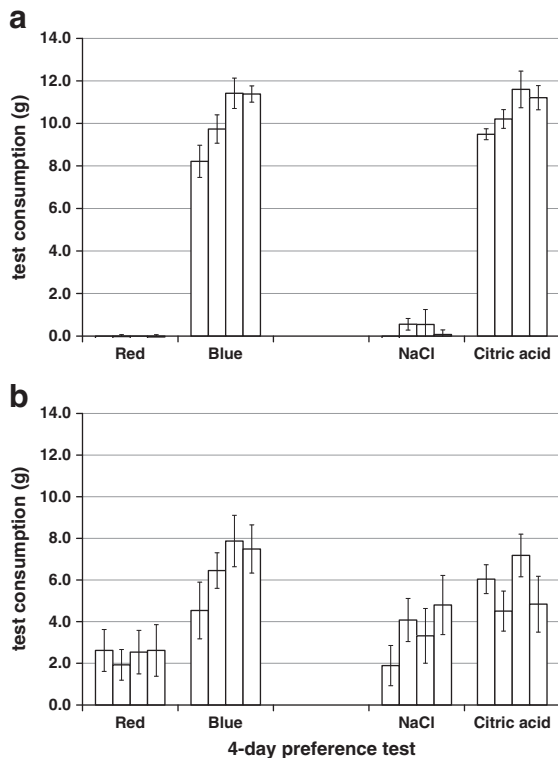 a
14.0
12.0
10.0
8.0
6.0
4.0
2.0
0.0
test consumption (g)
Red Blue NaCl Citric acid
b
14.0
12.0
10.0
8.0
6.0
4.0
2.0
0.0
test consumption (g)
Red Blue NaCl Citric acid
4-day preference test